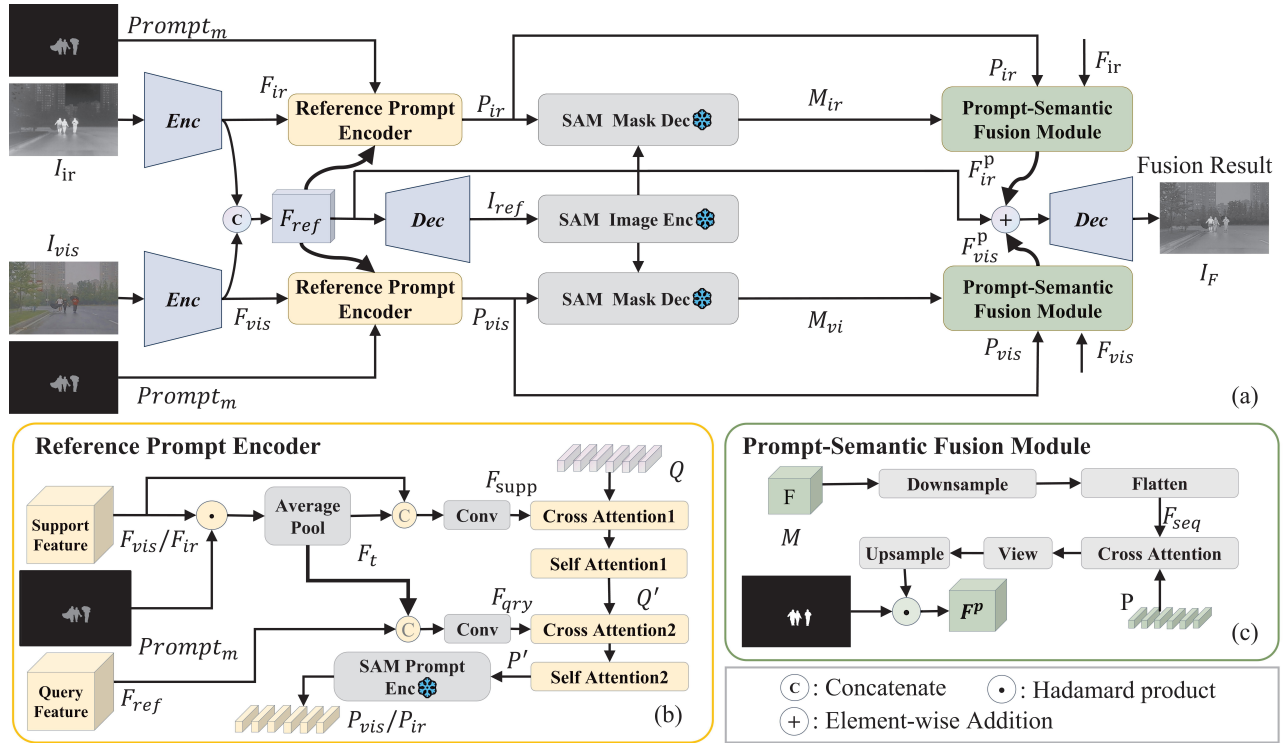 Prompt_m
I_ir
Enc
F_ir
Reference Prompt
Encoder
P_ir
SAM Mask Dec
M_ir
P_ir
F_ir
Prompt-Semantic
Fusion Module
F_ir^p
C
F_ref
Dec
I_ref
SAM Image Enc
+
Dec
Fusion Result
I_F
F_vis^p
I_vis
Enc
F_vis
Reference Prompt
Encoder
P_vis
SAM Mask Dec
M_vi
Prompt-Semantic
Fusion Module
P_vis
F_vis
Prompt_m
(a)
Reference Prompt Encoder
Support
Feature
F_vis/F_ir
Average
Pool
F_t
C
F_supp
Conv
Q
Cross Attention1
Self Attention1
Q′
Prompt_m
C
F_qry
Conv
Cross Attention2
Self Attention2
P′
SAM Prompt
Enc
Query
Feature
F_ref
P_vis/P_ir
(b)
Prompt-Semantic Fusion Module
F
M
Downsample
Flatten
F_seq
Upsample
View
Cross Attention
P
F^p
(c)
C : Concatenate
· : Hadamard product
+ : Element-wise Addition